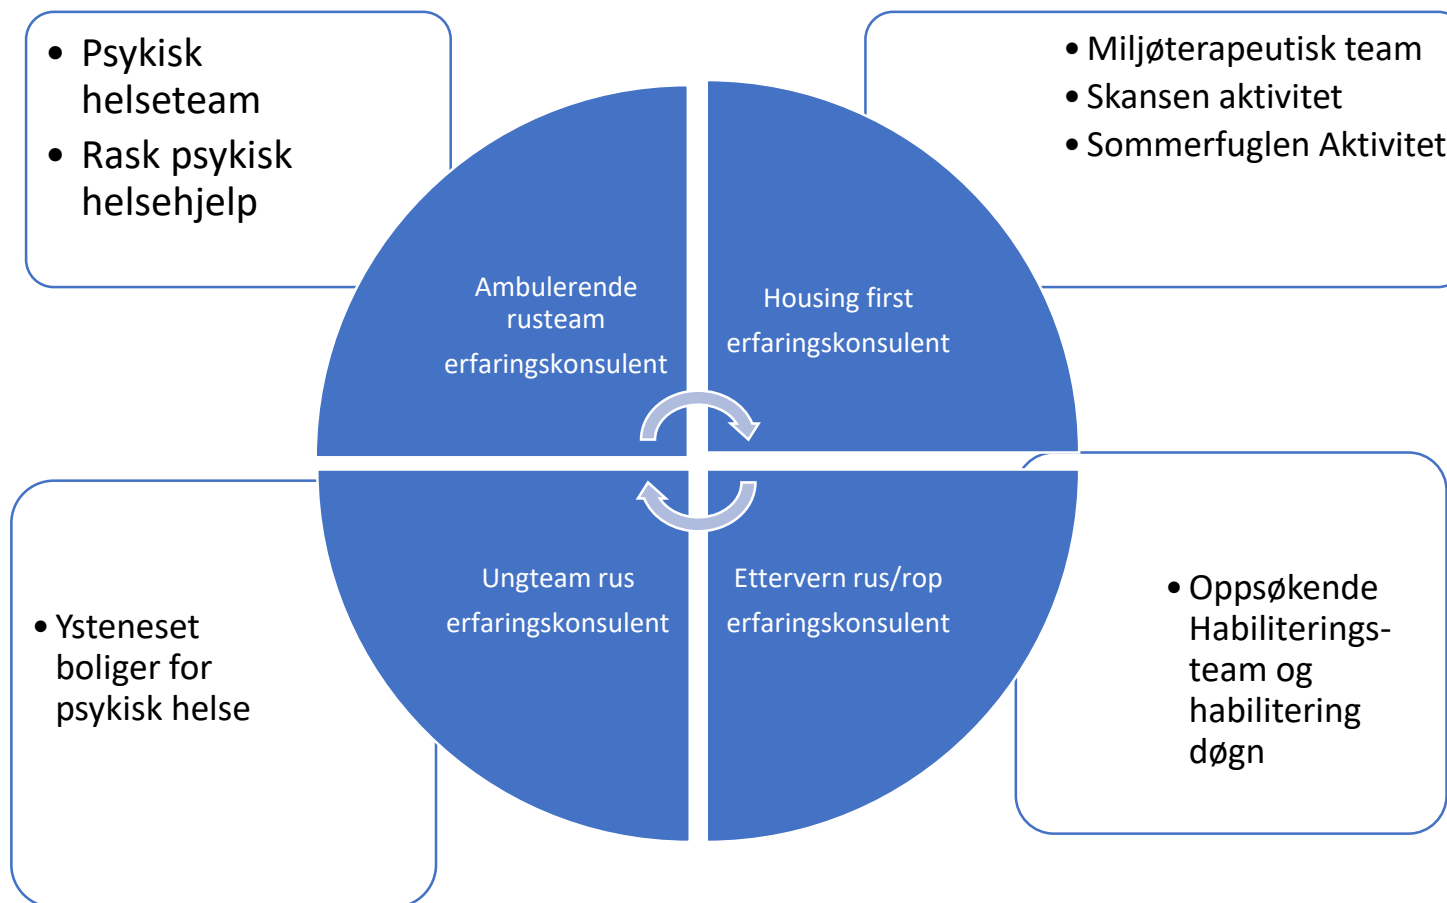 • Psykisk
helseteam
• Rask psykisk
helsehjelp
• Miljøterapeutisk team
• Skansen aktivitet
• Sommerfuglen Aktivitet
Ambulerende
rusteam
erfaringskonsulent
Housing first
erfaringskonsulent
Ungteam rus
erfaringskonsulent
Ettervern rus/rop
erfaringskonsulent
• Ysteneset
boliger for
psykisk helse
• Oppsøkende
Habiliterings-
team og
habilitering
døgn